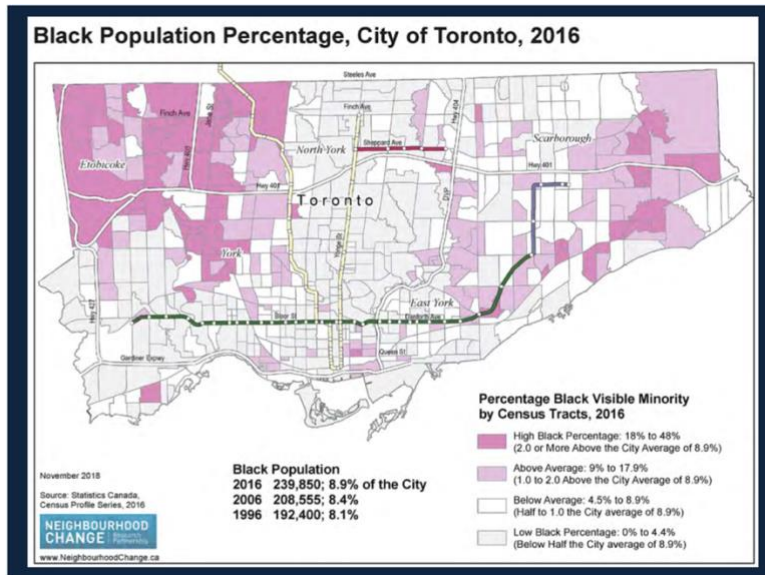 Black Population Percentage, City of Toronto, 2016
Steeles Ave
Finch Ave
Jane St
Finch Ave
Hwy 404
Scarborough
North York
Sheppard Ave
Etobicoke
Hwy 401
Hwy 401
Toronto
DVP
Yonge St
York
East York
Hwy 427
Bloor St
Danforth Ave
Queen St
Gardiner Expwy
Percentage Black Visible Minority
by Census Tracts, 2016
High Black Percentage: 18% to 48%
(2.0 or More Above the City Average of 8.9%)
Above Average: 9% to 17.9%
(1.0 to 2.0 Above the City Average of 8.9%)
Below Average: 4.5% to 8.9%
(Half to 1.0 the City average of 8.9%)
Low Black Percentage: 0% to 4.4%
(Below Half the City average of 8.9%)
November 2018
Source: Statistics Canada,
Census Profile Series, 2016
Black Population
2016 239,850; 8.9% of the City
2006 208,555; 8.4%
1996 192,400; 8.1%
NEIGHBOURHOOD
CHANGE Research
Partnership
www.NeighbourhoodChange.ca